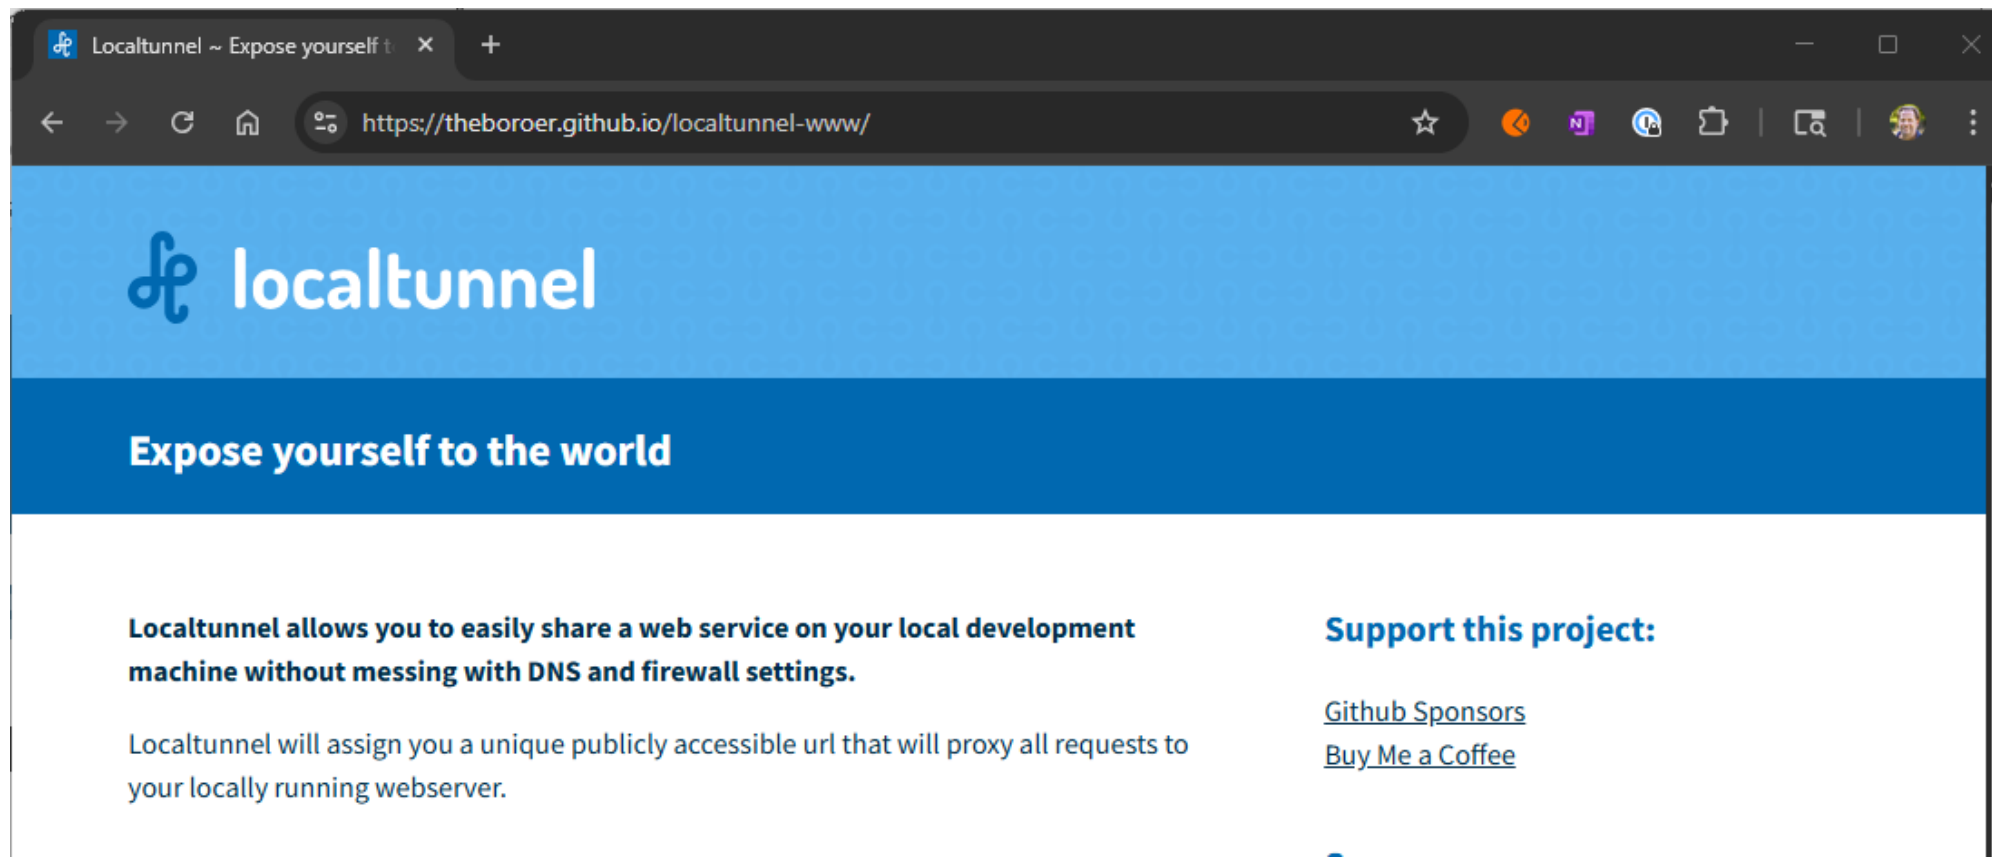 Localtunnel ~ Expose yourself t
https://theboroer.github.io/localtunnel-www/
localtunnel
Expose yourself to the world
Localtunnel allows you to easily share a web service on your local development
machine without messing with DNS and firewall settings.
Localtunnel will assign you a unique publicly accessible url that will proxy all requests to
your locally running webserver.
Support this project:
Github Sponsors
Buy Me a Coffee